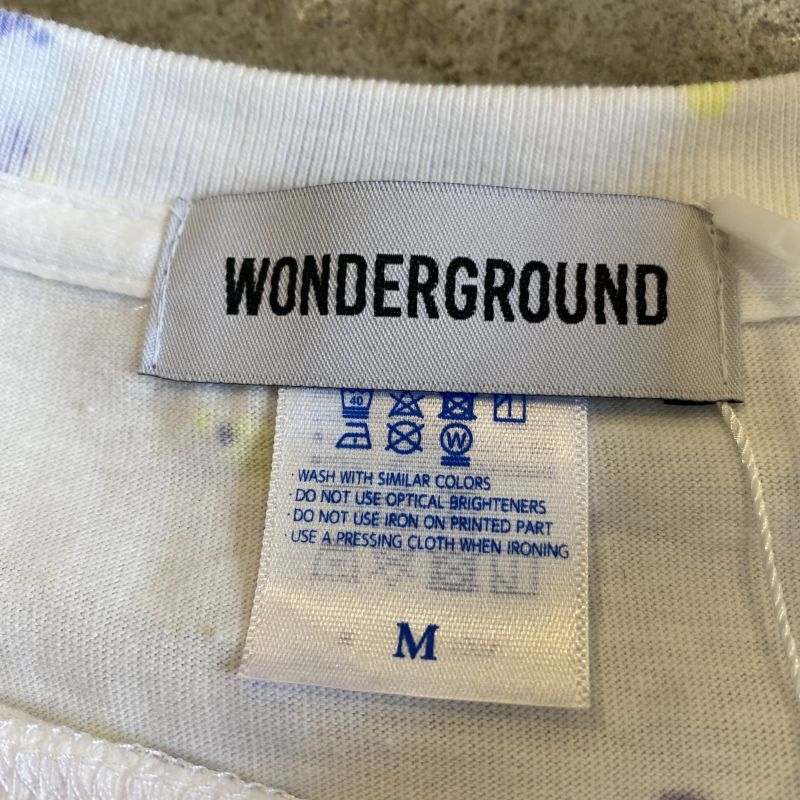 WONDERGROUND
40
W
· WASH WITH SIMILAR COLORS
· DO NOT USE OPTICAL BRIGHTENERS
· DO NOT USE IRON ON PRINTED PART
· USE A PRESSING CLOTH WHEN IRONING
M